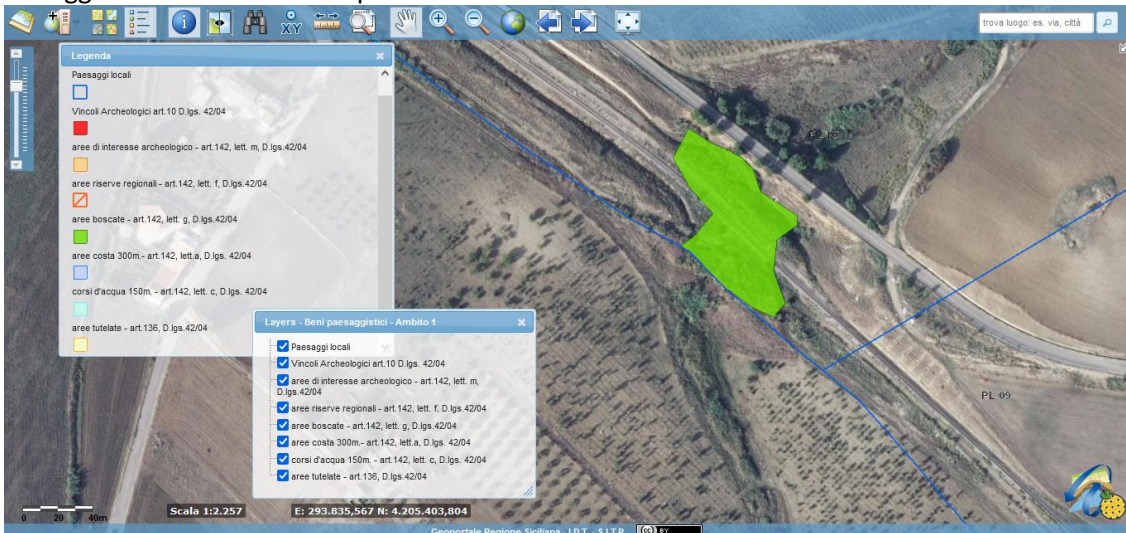 XY
trova luogo: es. via, città
Legenda
Paesaggi locali
Vincoli Archeologici art.10 D.lgs. 42/04
aree di interesse archeologico - art.142, lett. m, D.lgs.42/04
aree riserve regionali - art.142, lett. f, D.lgs.42/04
aree boscate - art.142, lett. g, D.lgs.42/04
aree costa 300m.- art.142, lett.a, D.lgs. 42/04
corsi d'acqua 150m. - art.142, lett. c, D.lgs. 42/04
aree tutelate - art.136, D.lgs.42/04
Layers - Beni paesaggistici - Ambito 1
Paesaggi locali
Vincoli Archeologici art.10 D.lgs. 42/04
aree di interesse archeologico - art.142, lett. m,
D.lgs.42/04
aree riserve regionali - art.142, lett. f, D.lgs.42/04
aree boscate - art.142, lett. g, D.lgs.42/04
aree costa 300m.- art.142, lett.a, D.lgs. 42/04
corsi d'acqua 150m. - art.142, lett. c, D.lgs. 42/04
aree tutelate - art.136, D.lgs.42/04
PL 09
0 20 40m
Scala 1:2.257
E: 293.835,567 N: 4.205.403,804
Geoportale Regione Siciliana I.D.T. - S.I.T.R.
cc BY